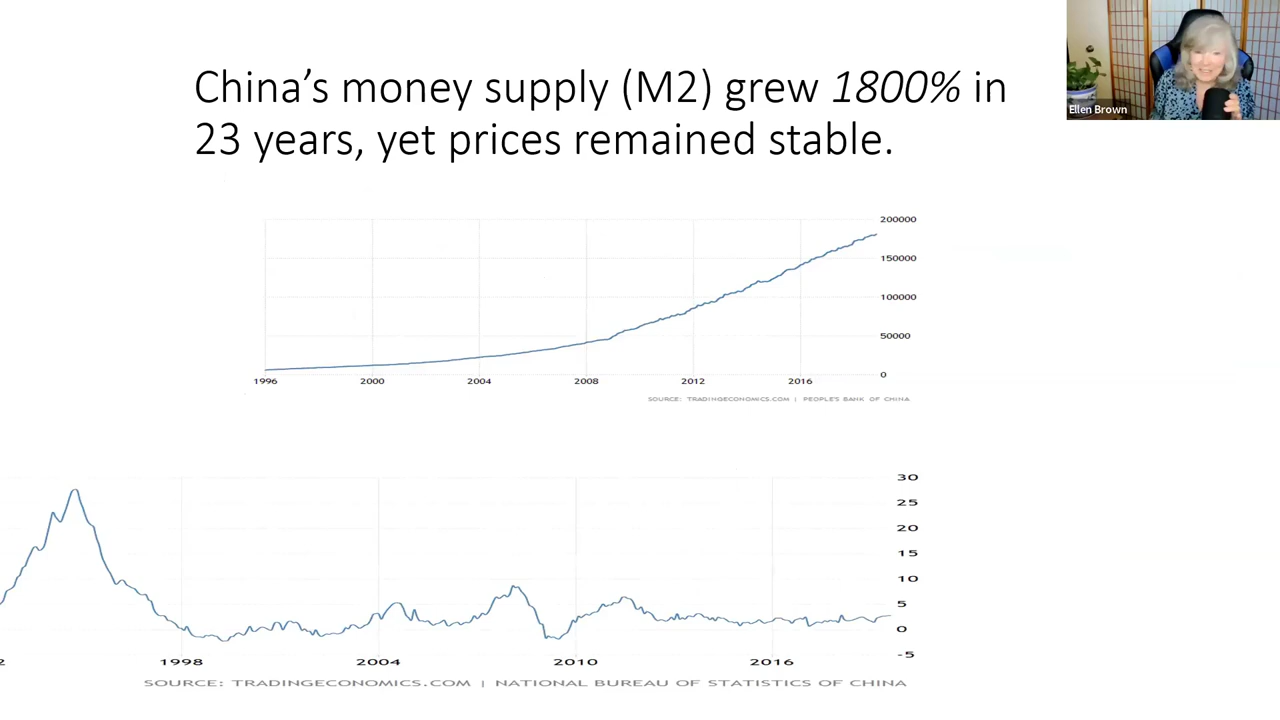 China's money supply (M2) grew 1800% in
23 years, yet prices remained stable.
Ellen Brown
200000
150000
100000
50000
0
1996 2000 2004 2008 2012 2016
SOURCE: TRADINGECONOMICS.COM | PEOPLE'S BANK OF CHINA
30
25
20
15
10
5
0
-5
2 1998 2004 2010 2016
SOURCE: TRADINGECONOMICS.COM | NATIONAL BUREAU OF STATISTICS OF CHINA